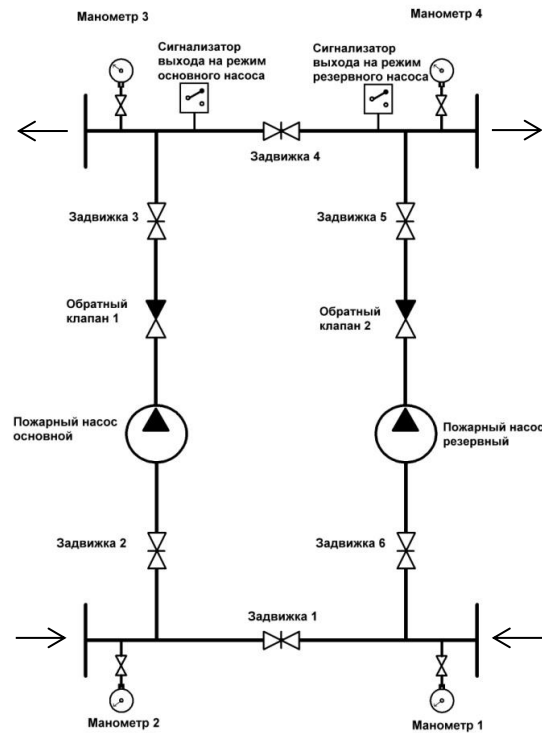 Манометр 3
Манометр 4
Сигнализатор
выхода на режим
основного насоса
Сигнализатор
выхода на режим
резервного насоса
Задвижка 4
Задвижка 3
Задвижка 5
Обратный
клапан 1
Обратный
клапан 2
Пожарный насос
основной
Пожарный насос
резервный
Задвижка 2
Задвижка 6
Задвижка 1
Манометр 2
Манометр 1